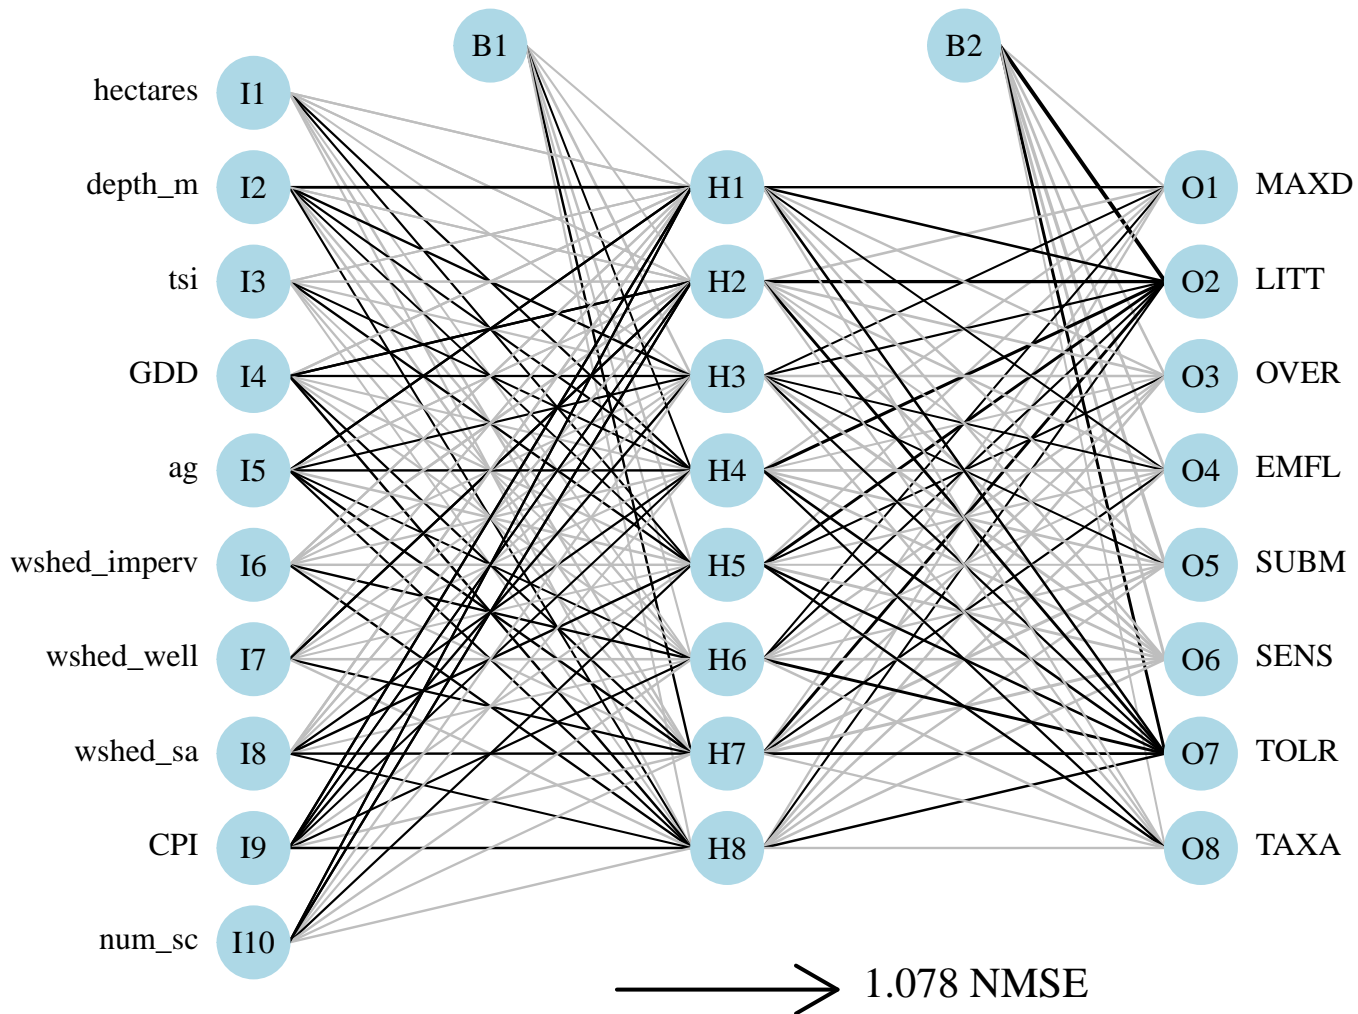 B1 B2
hectares I1
depth_m I2 H1 O1 MAXD
tsi I3 H2 O2 LITT
GDD I4 H3 O3 OVER
ag I5 H4 O4 EMFL
wshed_imperv I6 H5 O5 SUBM
wshed_well I7 H6 O6 SENS
wshed_sa I8 H7 O7 TOLR
CPI I9 H8 O8 TAXA
num_sc I10
1.078 NMSE